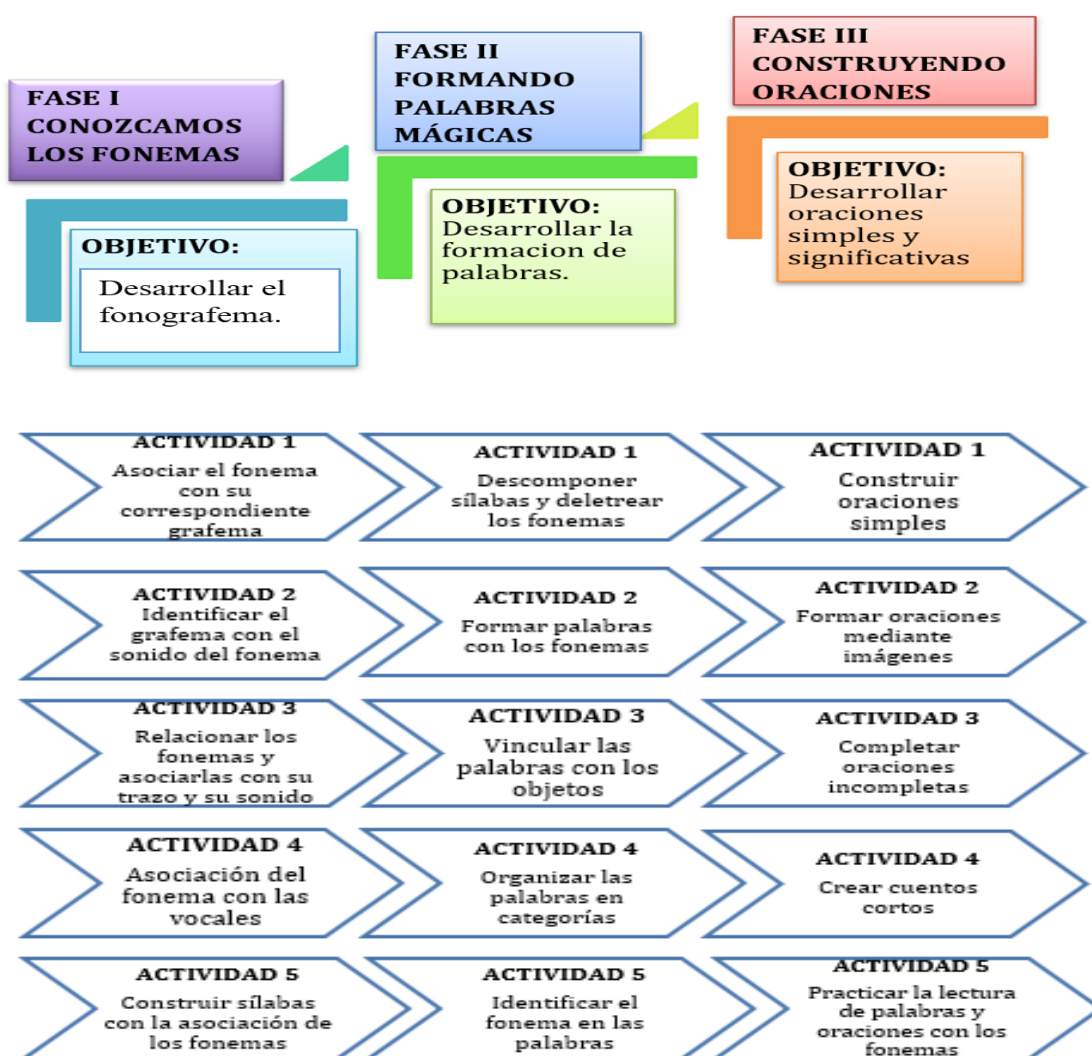 FASE I
CONOZCAMOS
LOS FONEMAS
OBJETIVO:
Desarrollar el
fonografema.
FASE II
FORMANDO
PALABRAS
MÁGICAS
OBJETIVO:
Desarrollar la
formacion de
palabras.
FASE III
CONSTRUYENDO
ORACIONES
OBJETIVO:
Desarrollar
oraciones
simples y
significativas
ACTIVIDAD 1
Asociar el fonema
con su
correspondiente
grafema
ACTIVIDAD 1
Descomponer
sílabas y deletrear
los fonemas
ACTIVIDAD 1
Construir
oraciones
simples
ACTIVIDAD 2
Identificar el
grafema con el
sonido del fonema
ACTIVIDAD 2
Formar palabras
con los fonemas
ACTIVIDAD 2
Formar oraciones
mediante
imágenes
ACTIVIDAD 3
Relacionar los
fonemas y
asociarlas con su
trazo y su sonido
ACTIVIDAD 3
Vincular las
palabras con los
objetos
ACTIVIDAD 3
Completar
oraciones
incompletas
ACTIVIDAD 4
Asociación del
fonema con las
vocales
ACTIVIDAD 4
Organizar las
palabras en
categorías
ACTIVIDAD 4
Crear cuentos
cortos
ACTIVIDAD 5
Construir sílabas
con la asociación de
los fonemas
ACTIVIDAD 5
Identificar el
fonema en las
palabras
ACTIVIDAD 5
Practicar la lectura
de palabras y
oraciones con los
fonemas